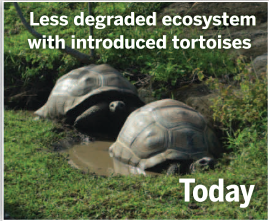 Less degraded ecosystem
with introduced tortoises
Today